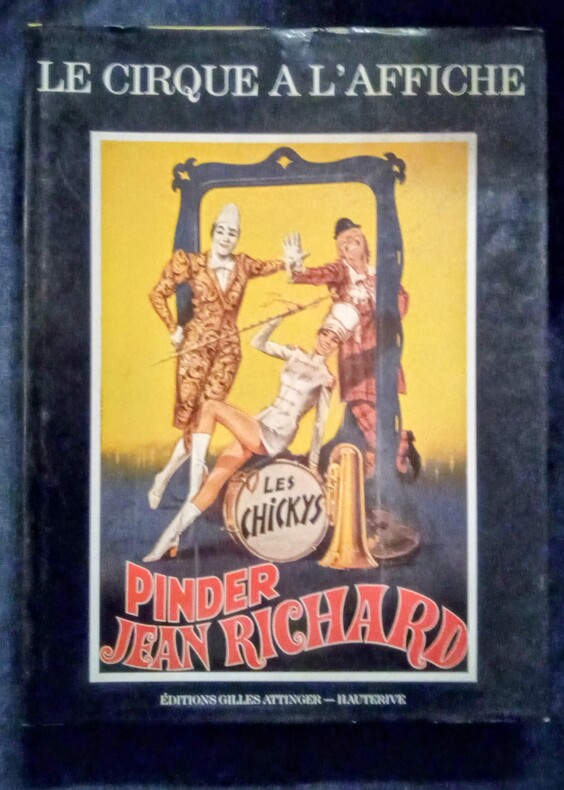 LE CIRQUE A L'AFFICHE
LES
CHICKYS
PINDER
JEAN RICHARD
ÉDITIONS GILLES ATTINGER — HAUTERIVE